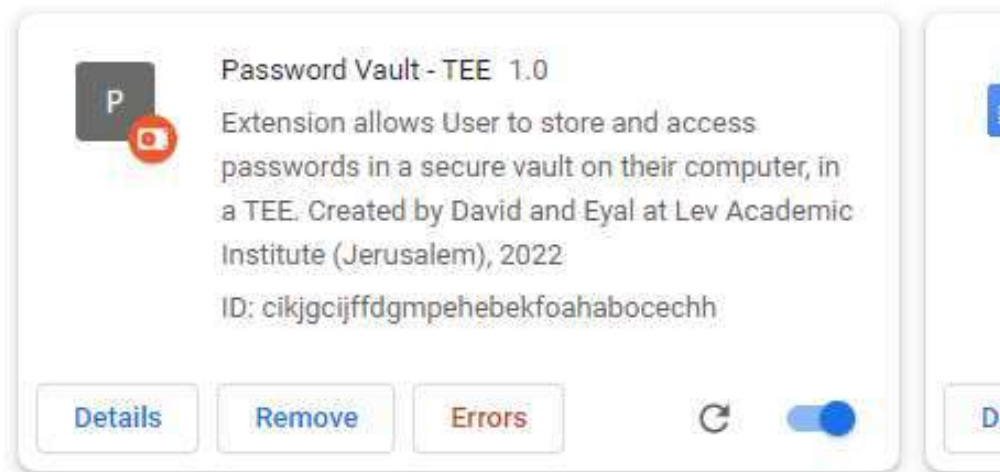 P
Password Vault - TEE 1.0
Extension allows User to store and access
passwords in a secure vault on their computer, in
a TEE. Created by David and Eyal at Lev Academic
Institute (Jerusalem), 2022
ID: cikjgcijffdgmpehebekfoahabocechh
Details Remove Errors D